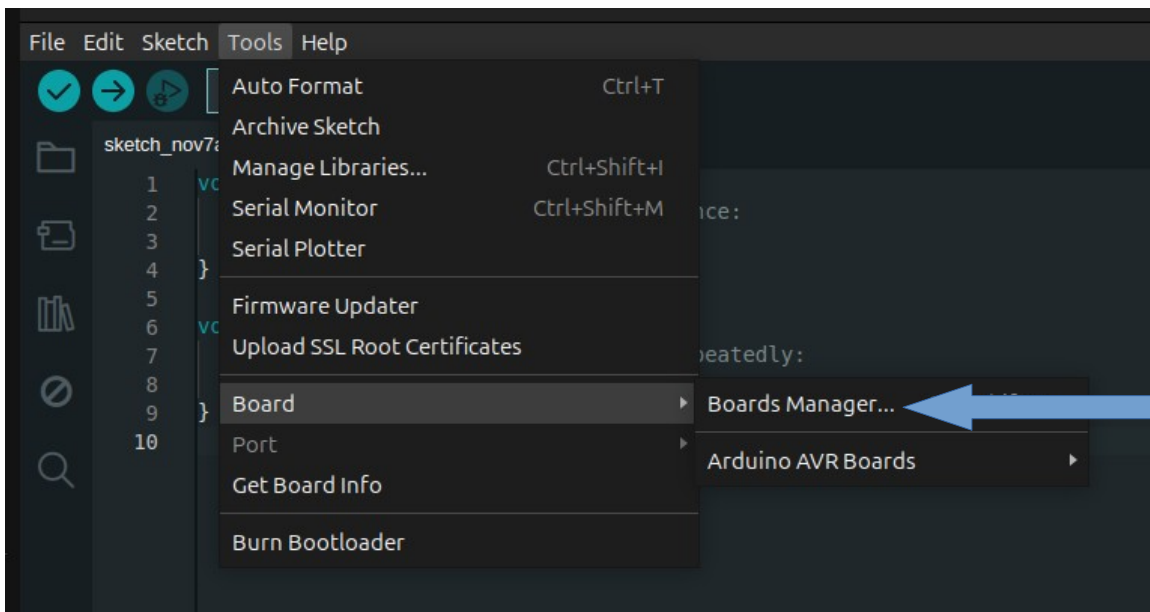 File Edit Sketch Tools Help
Auto Format Ctrl+T
sketch_nov7a
Archive Sketch
Manage Libraries... Ctrl+Shift+I
1
2 nce:
Serial Monitor Ctrl+Shift+M
3
Serial Plotter
4 }
5
Firmware Updater
6
7 peatedly:
Upload SSL Root Certificates
8
Board Boards Manager...
9 }
10
Port
Arduino AVR Boards
Get Board Info
Burn Bootloader